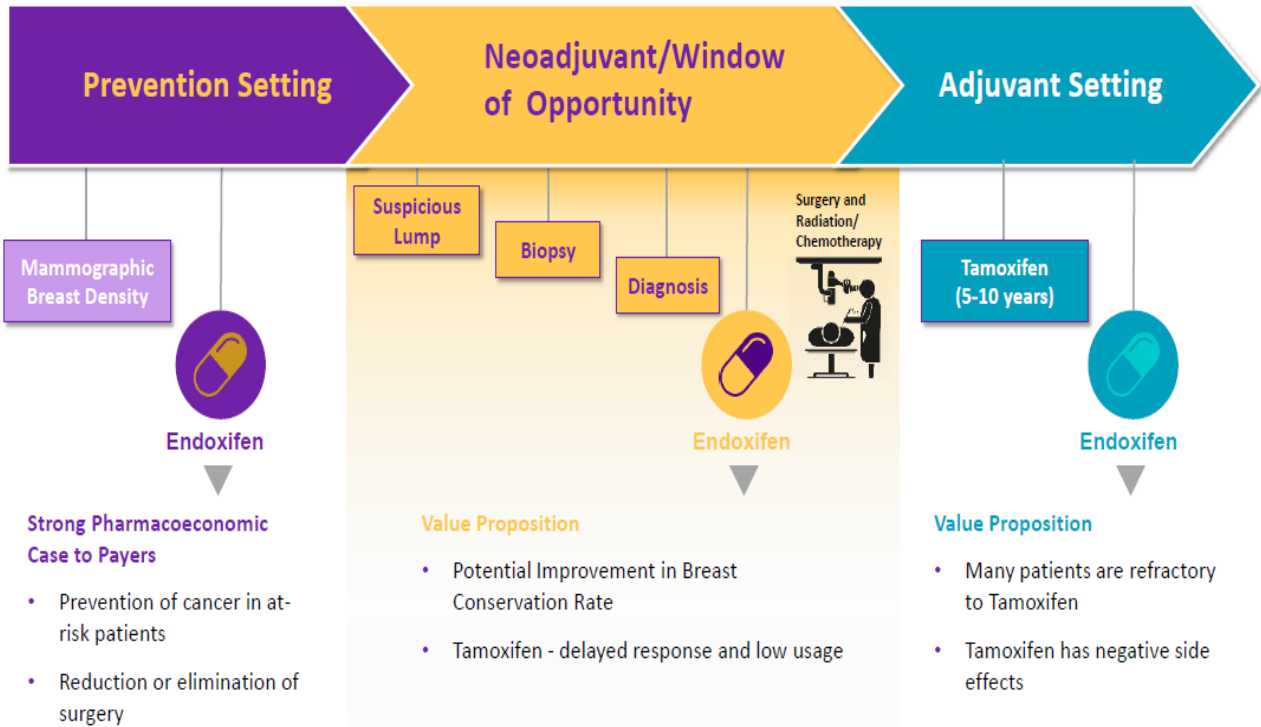 Prevention Setting
Neoadjuvant/Window
of Opportunity
Adjuvant Setting
Mammographic
Breast Density
Endoxifen
Strong Pharmacoeconomic
Case to Payers
• Prevention of cancer in at-
risk patients
• Reduction or elimination of
surgery
Suspicious
Lump
Biopsy
Diagnosis
Surgery and
Radiation/
Chemotherapy
Endoxifen
Value Proposition
• Potential Improvement in Breast
Conservation Rate
• Tamoxifen - delayed response and low usage
Tamoxifen
(5-10 years)
Endoxifen
Value Proposition
• Many patients are refractory
to Tamoxifen
• Tamoxifen has negative side
effects